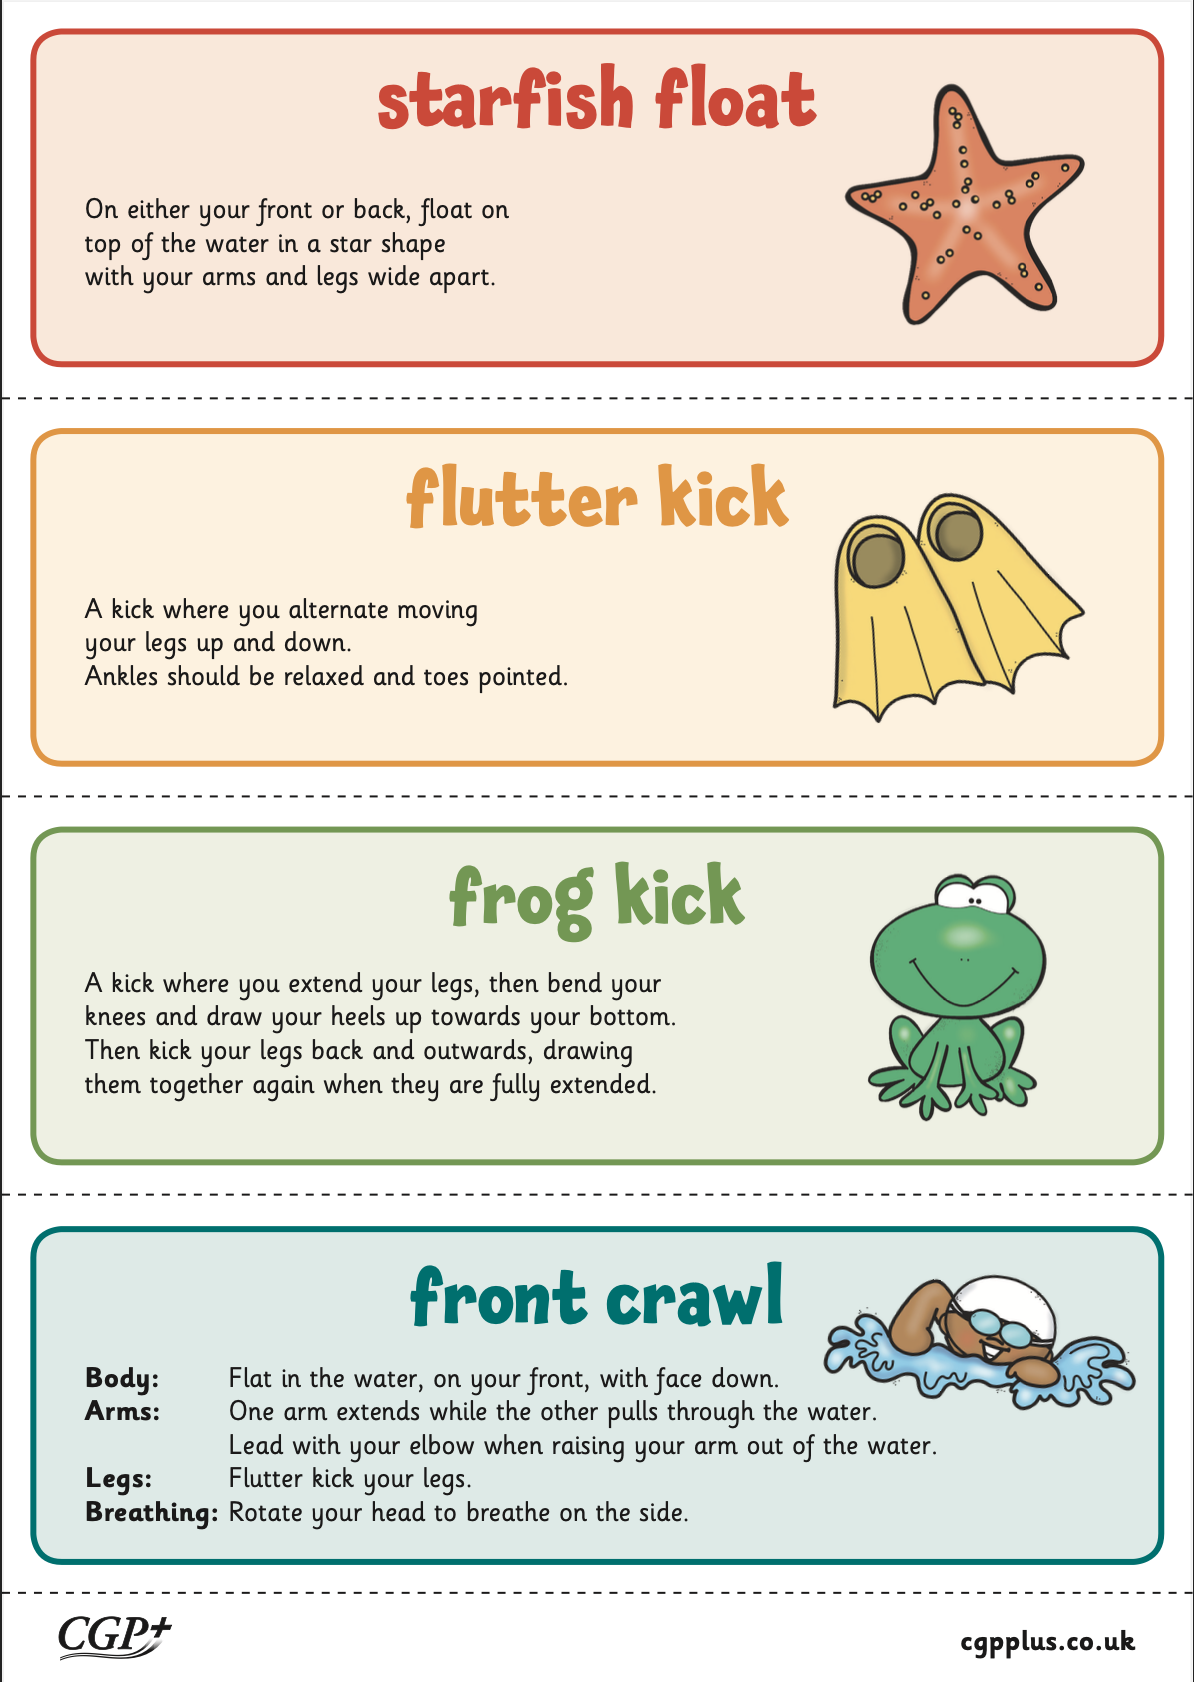 starfish float
On either your front or back, float on
top of the water in a star shape
with your arms and legs wide apart.
flutter kick
A kick where you alternate moving
your legs up and down.
Ankles should be relaxed and toes pointed.
frog kick
A kick where you extend your legs, then bend your
knees and draw your heels up towards your bottom.
Then kick your legs back and outwards, drawing
them together again when they are fully extended.
front crawl
Body: Flat in the water, on your front, with face down.
Arms: One arm extends while the other pulls through the water.
Lead with your elbow when raising your arm out of the water.
Legs: Flutter kick your legs.
Breathing: Rotate your head to breathe on the side.
CGP+
cgpplus.co.uk